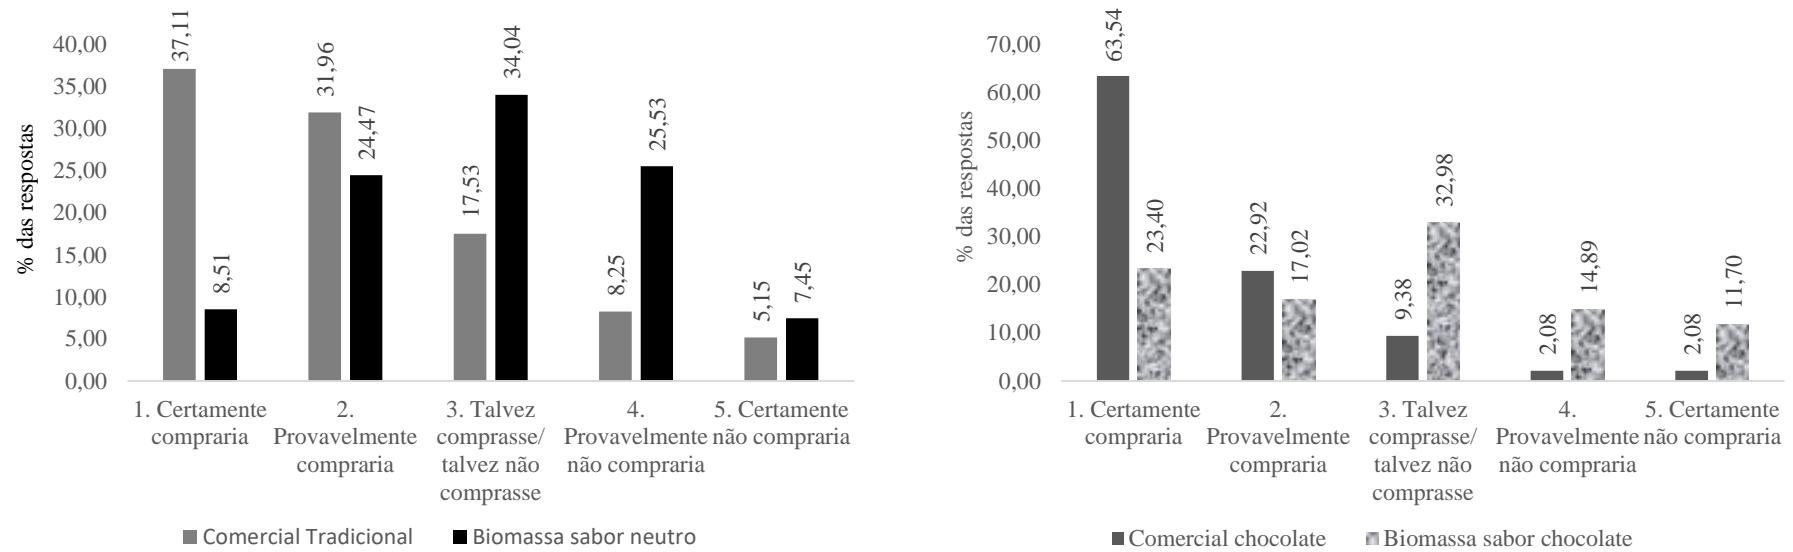 % das respostas
40,00
35,00
30,00
25,00
20,00
15,00
10,00
5,00
0,00
37,11
8,51
31,96
24,47
17,53
34,04
8,25
25,53
5,15
7,45
1. Certamente
compraria
2.
Provavelmente
compraria
3. Talvez
comprasse/
talvez não
comprasse
4.
Provavelmente
não compraria
5. Certamente
não compraria
Comercial Tradicional
Biomassa sabor neutro
% das respostas
70,00
60,00
50,00
40,00
30,00
20,00
10,00
0,00
63,54
23,40
22,92
17,02
9,38
32,98
2,08
14,89
2,08
11,70
1. Certamente
compraria
2.
Provavelmente
compraria
3. Talvez
comprasse/
talvez não
comprasse
4.
Provavelmente
não compraria
5. Certamente
não compraria
Comercial chocolate
Biomassa sabor chocolate